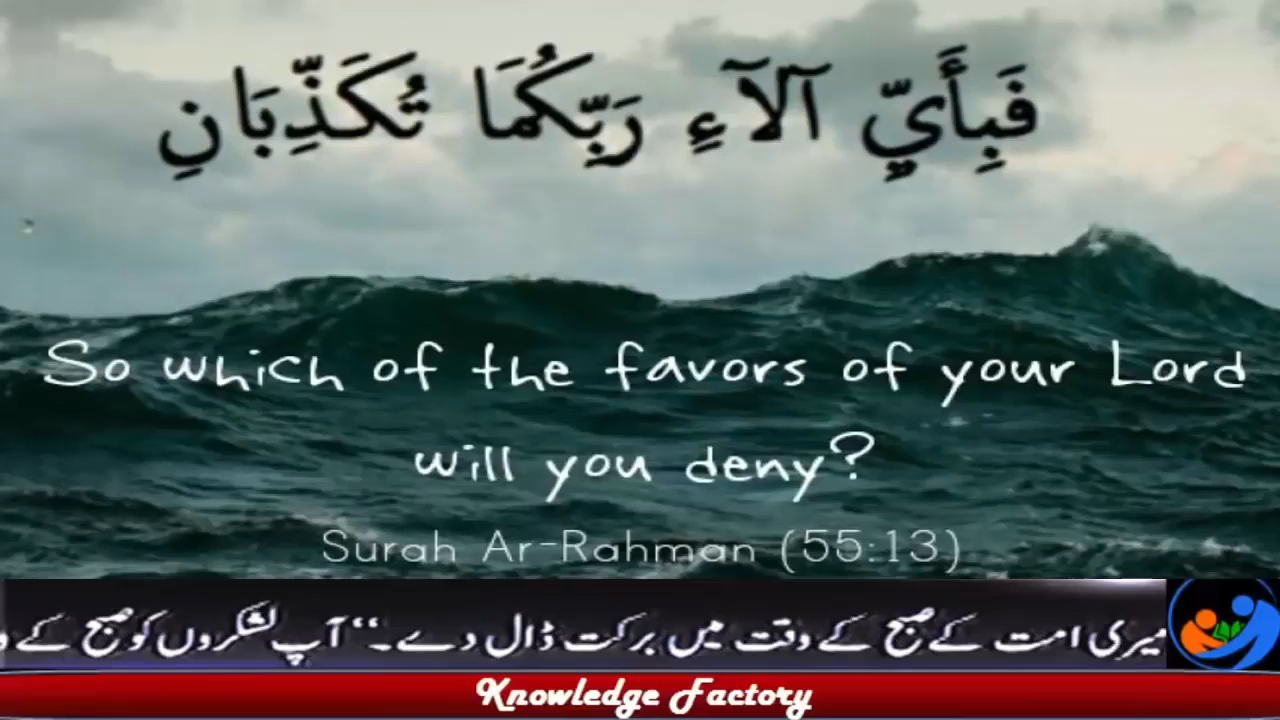 فَبِأَيِّ آلَآءِ رَبِّكُمَا تُكَذِّبَانِ
So which of the favors of your Lord
will you deny?
Surah Ar-Rahman (55:13)
میری امت کے صبح کے وقت میں برکت ڈال دے۔‘‘ آپ لشکروں کو صبح کے
Knowledge Factory